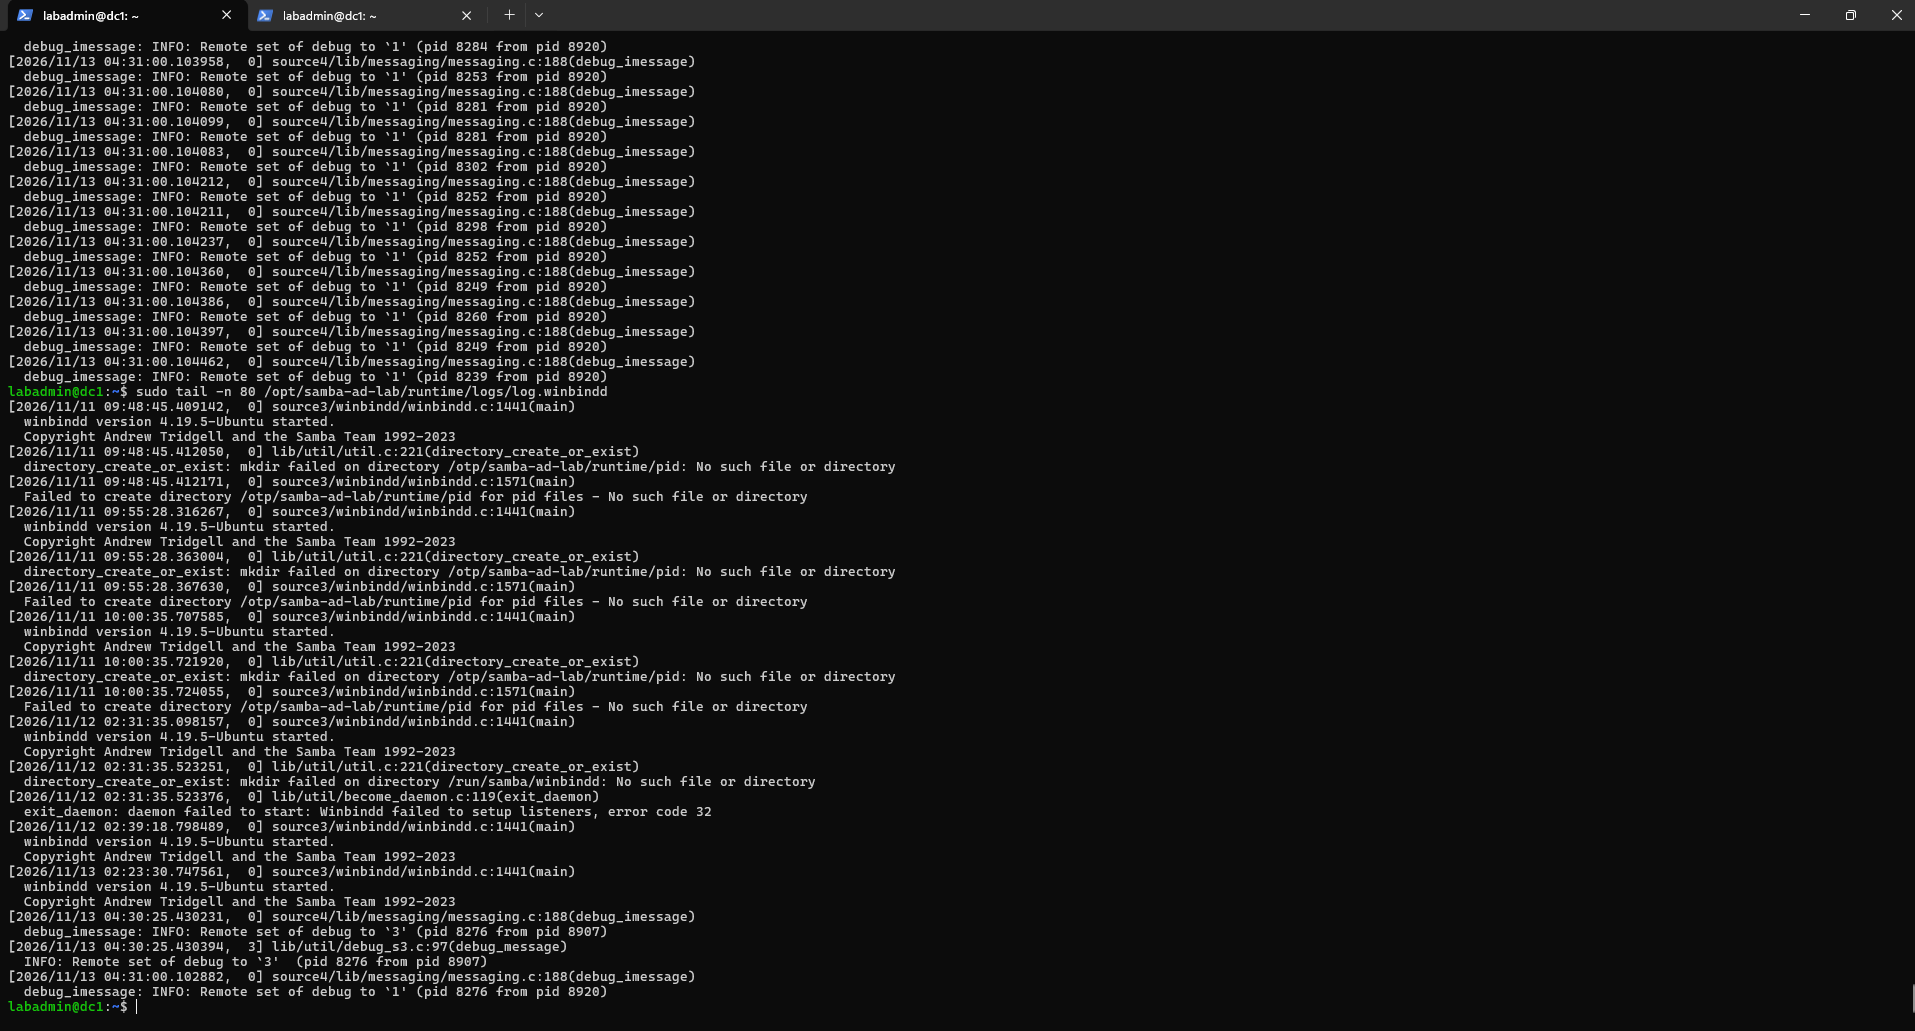 labadmin@dc1: ~
labadmin@dc1: ~
  debug_imessage: INFO: Remote set of debug to `1' (pid 8284 from pid 8920)
[2026/11/13 04:31:00.103958,  0] source4/lib/messaging/messaging.c:188(debug_imessage)
  debug_imessage: INFO: Remote set of debug to `1' (pid 8253 from pid 8920)
[2026/11/13 04:31:00.104080,  0] source4/lib/messaging/messaging.c:188(debug_imessage)
  debug_imessage: INFO: Remote set of debug to `1' (pid 8281 from pid 8920)
[2026/11/13 04:31:00.104099,  0] source4/lib/messaging/messaging.c:188(debug_imessage)
  debug_imessage: INFO: Remote set of debug to `1' (pid 8281 from pid 8920)
[2026/11/13 04:31:00.104083,  0] source4/lib/messaging/messaging.c:188(debug_imessage)
  debug_imessage: INFO: Remote set of debug to `1' (pid 8302 from pid 8920)
[2026/11/13 04:31:00.104212,  0] source4/lib/messaging/messaging.c:188(debug_imessage)
  debug_imessage: INFO: Remote set of debug to `1' (pid 8252 from pid 8920)
[2026/11/13 04:31:00.104211,  0] source4/lib/messaging/messaging.c:188(debug_imessage)
  debug_imessage: INFO: Remote set of debug to `1' (pid 8298 from pid 8920)
[2026/11/13 04:31:00.104237,  0] source4/lib/messaging/messaging.c:188(debug_imessage)
  debug_imessage: INFO: Remote set of debug to `1' (pid 8252 from pid 8920)
[2026/11/13 04:31:00.104360,  0] source4/lib/messaging/messaging.c:188(debug_imessage)
  debug_imessage: INFO: Remote set of debug to `1' (pid 8249 from pid 8920)
[2026/11/13 04:31:00.104386,  0] source4/lib/messaging/messaging.c:188(debug_imessage)
  debug_imessage: INFO: Remote set of debug to `1' (pid 8260 from pid 8920)
[2026/11/13 04:31:00.104397,  0] source4/lib/messaging/messaging.c:188(debug_imessage)
  debug_imessage: INFO: Remote set of debug to `1' (pid 8249 from pid 8920)
[2026/11/13 04:31:00.104462,  0] source4/lib/messaging/messaging.c:188(debug_imessage)
  debug_imessage: INFO: Remote set of debug to `1' (pid 8239 from pid 8920)
labadmin@dc1:~$ sudo tail -n 80 /opt/samba-ad-lab/runtime/logs/log.winbindd
[2026/11/11 09:48:45.409142,  0] source3/winbindd/winbindd.c:1441(main)
  winbindd version 4.19.5-Ubuntu started.
  Copyright Andrew Tridgell and the Samba Team 1992-2023
[2026/11/11 09:48:45.412050,  0] lib/util/util.c:221(directory_create_or_exist)
  directory_create_or_exist: mkdir failed on directory /otp/samba-ad-lab/runtime/pid: No such file or directory
[2026/11/11 09:48:45.412171,  0] source3/winbindd/winbindd.c:1571(main)
  Failed to create directory /otp/samba-ad-lab/runtime/pid for pid files - No such file or directory
[2026/11/11 09:55:28.316267,  0] source3/winbindd/winbindd.c:1441(main)
  winbindd version 4.19.5-Ubuntu started.
  Copyright Andrew Tridgell and the Samba Team 1992-2023
[2026/11/11 09:55:28.363004,  0] lib/util/util.c:221(directory_create_or_exist)
  directory_create_or_exist: mkdir failed on directory /otp/samba-ad-lab/runtime/pid: No such file or directory
[2026/11/11 09:55:28.367630,  0] source3/winbindd/winbindd.c:1571(main)
  Failed to create directory /otp/samba-ad-lab/runtime/pid for pid files - No such file or directory
[2026/11/11 10:00:35.707585,  0] source3/winbindd/winbindd.c:1441(main)
  winbindd version 4.19.5-Ubuntu started.
  Copyright Andrew Tridgell and the Samba Team 1992-2023
[2026/11/11 10:00:35.721920,  0] lib/util/util.c:221(directory_create_or_exist)
  directory_create_or_exist: mkdir failed on directory /otp/samba-ad-lab/runtime/pid: No such file or directory
[2026/11/11 10:00:35.724055,  0] source3/winbindd/winbindd.c:1571(main)
  Failed to create directory /otp/samba-ad-lab/runtime/pid for pid files - No such file or directory
[2026/11/12 02:31:35.098157,  0] source3/winbindd/winbindd.c:1441(main)
  winbindd version 4.19.5-Ubuntu started.
  Copyright Andrew Tridgell and the Samba Team 1992-2023
[2026/11/12 02:31:35.523251,  0] lib/util/util.c:221(directory_create_or_exist)
  directory_create_or_exist: mkdir failed on directory /run/samba/winbindd: No such file or directory
[2026/11/12 02:31:35.523376,  0] lib/util/become_daemon.c:119(exit_daemon)
  exit_daemon: daemon failed to start: Winbindd failed to setup listeners, error code 32
[2026/11/12 02:39:18.798489,  0] source3/winbindd/winbindd.c:1441(main)
  winbindd version 4.19.5-Ubuntu started.
  Copyright Andrew Tridgell and the Samba Team 1992-2023
[2026/11/13 02:23:30.747561,  0] source3/winbindd/winbindd.c:1441(main)
  winbindd version 4.19.5-Ubuntu started.
  Copyright Andrew Tridgell and the Samba Team 1992-2023
[2026/11/13 04:30:25.430231,  0] source4/lib/messaging/messaging.c:188(debug_imessage)
  debug_imessage: INFO: Remote set of debug to `3' (pid 8276 from pid 8907)
[2026/11/13 04:30:25.430394,  3] lib/util/debug_s3.c:97(debug_message)
  INFO: Remote set of debug to `3'  (pid 8276 from pid 8907)
[2026/11/13 04:31:00.102882,  0] source4/lib/messaging/messaging.c:188(debug_imessage)
  debug_imessage: INFO: Remote set of debug to `1' (pid 8276 from pid 8920)
labadmin@dc1:~$